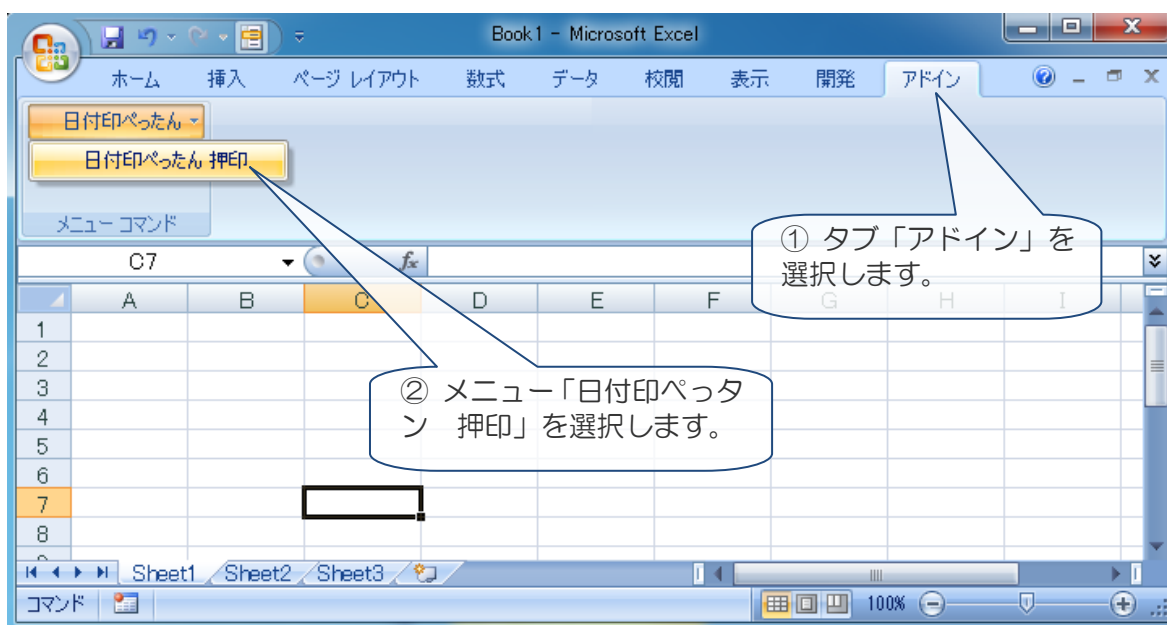 Book1 - Microsoft Excel
ホーム 挿入 ページ レイアウト 数式 データ 校閲 表示 開発 アドイン
日付印ぺったん
日付印ぺったん 押印
メニュー コマンド
① タブ「アドイン」を
選択します。
C7 fx
A B C D E F G H I
1
2
3
② メニュー「日付印ぺっタ
ン 押印」を選択します。
4
5
6
7
8
Sheet1 Sheet2 Sheet3
コマンド 100%